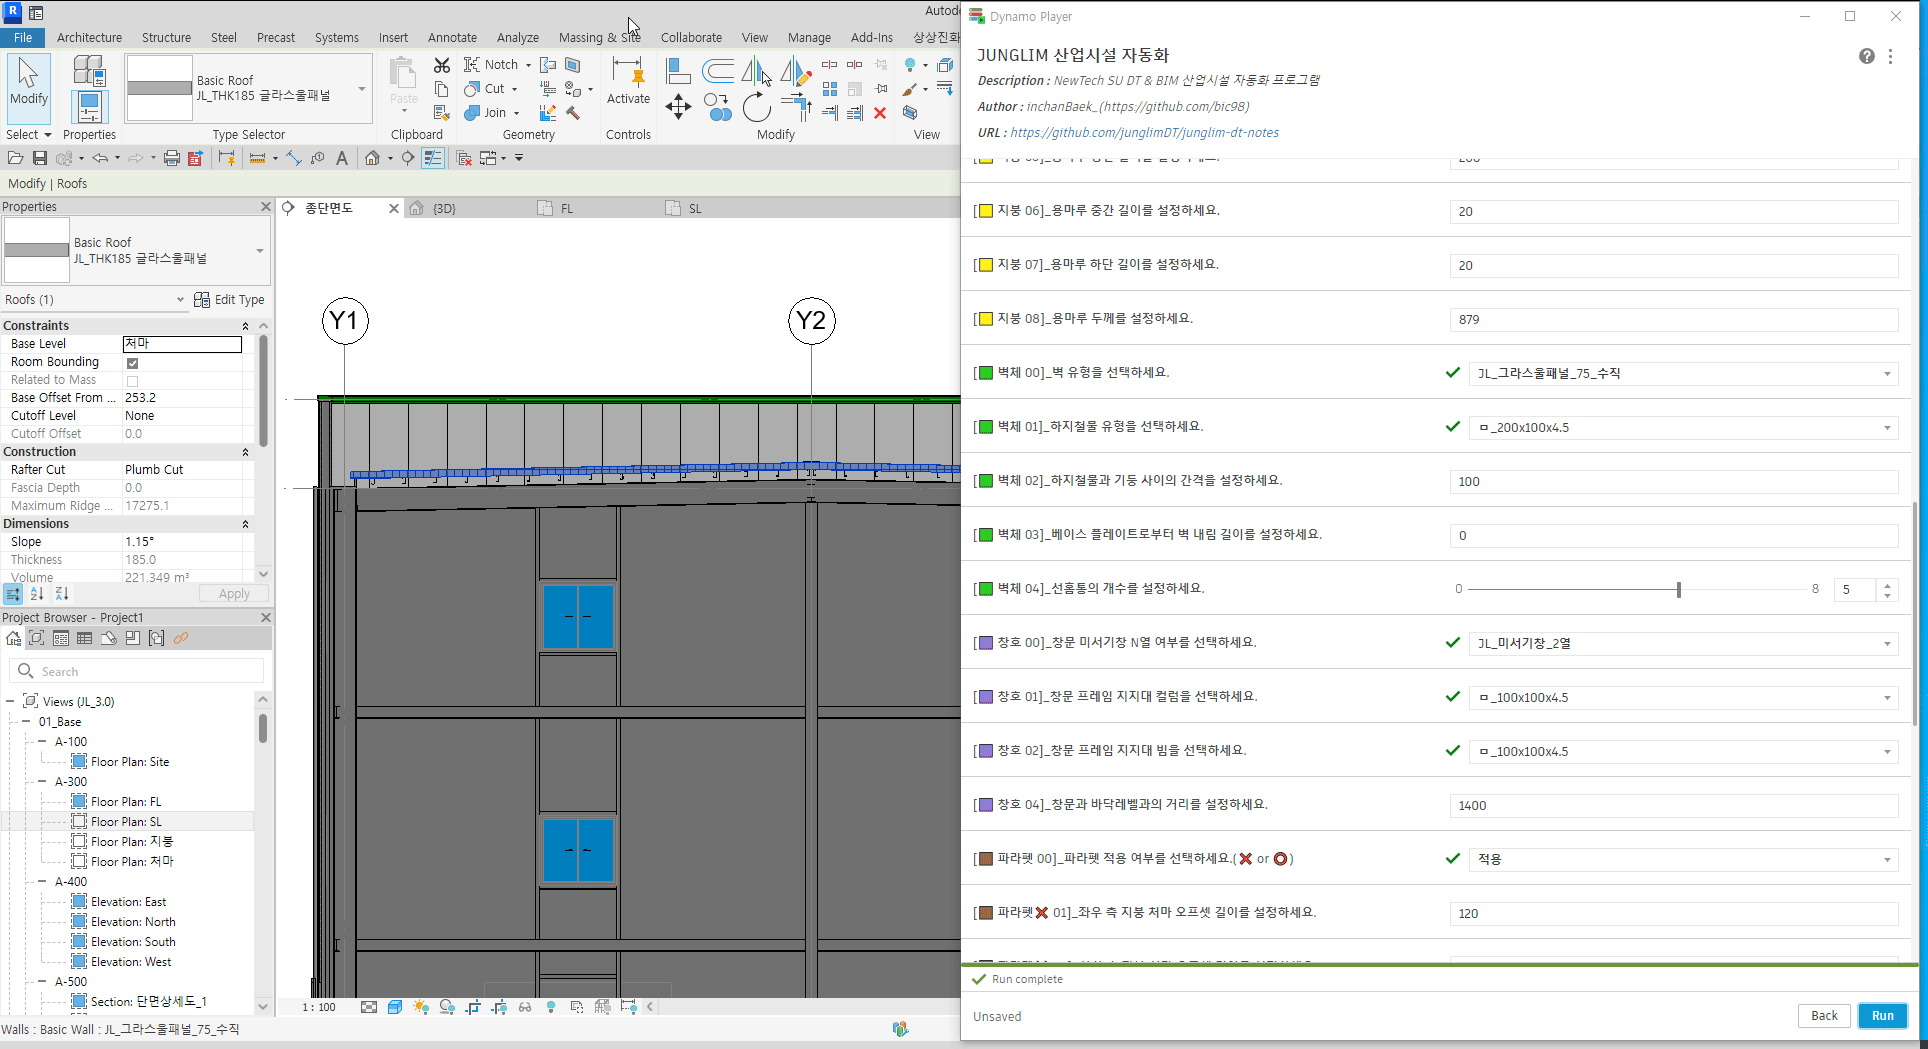 R
Autode
File Architecture Structure Steel Precast Systems Insert Annotate Analyze Massing & Site Collaborate View Manage Add-Ins 상상진화
Modify
Select
Properties
Basic Roof
JL_THK185 글라스울패널
Type Selector
Paste
Clipboard
Notch
Cut
Join
Geometry
Activate
Controls
Modify
View
Modify | Roofs
Properties
Basic Roof
JL_THK185 글라스울패널
Roofs (1)
Edit Type
Constraints
Base Level 처마
Room Bounding
Related to Mass
Base Offset From ... 253.2
Cutoff Level None
Cutoff Offset 0.0
Construction
Rafter Cut Plumb Cut
Fascia Depth 0.0
Maximum Ridge ... 17275.1
Dimensions
Slope 1.15°
Thickness 185.0
Volume 221.349 m³
Apply
Project Browser - Project1
Search
Views (JL_3.0)
01_Base
A-100
Floor Plan: Site
A-300
Floor Plan: FL
Floor Plan: SL
Floor Plan: 지붕
Floor Plan: 처마
A-400
Elevation: East
Elevation: North
Elevation: South
Elevation: West
A-500
Section: 단면상세도_1
Walls : Basic Wall : JL_그라스울패널_75_수직
종단면도
{3D}
FL
SL
Y1
Y2
1 : 100
Dynamo Player
JUNGLIM 산업시설 자동화
Description : NewTech SU DT & BIM 산업시설 자동화 프로그램
Author : inchanBaek_(https://github.com/bic98)
URL : https://github.com/junglimDT/junglim-dt-notes
[🟨 지붕 06]_용마루 중간 길이를 설정하세요. 20
[🟨 지붕 07]_용마루 하단 길이를 설정하세요. 20
[🟨 지붕 08]_용마루 두께를 설정하세요. 879
[🟩 벽체 00]_벽 유형을 선택하세요. JL_그라스울패널_75_수직
[🟩 벽체 01]_하지철물 유형을 선택하세요. ㅁ_200x100x4.5
[🟩 벽체 02]_하지철물과 기둥 사이의 간격을 설정하세요. 100
[🟩 벽체 03]_베이스 플레이트로부터 벽 내림 길이를 설정하세요. 0
[🟩 벽체 04]_선홈통의 개수를 설정하세요. 0 8 5
[🟪 창호 00]_창문 미서기창 N열 여부를 선택하세요. JL_미서기창_2열
[🟪 창호 01]_창문 프레임 지지대 컬럼을 선택하세요. ㅁ_100x100x4.5
[🟪 창호 02]_창문 프레임 지지대 빔을 선택하세요. ㅁ_100x100x4.5
[🟪 창호 04]_창문과 바닥레벨과의 거리를 설정하세요. 1400
[🟫 파라펫 00]_파라펫 적용 여부를 선택하세요.(❌ or ⭕) 적용
[🟫 파라펫❌ 01]_좌우 측 지붕 처마 오프셋 길이를 설정하세요. 120
Run complete
Unsaved
Back
Run